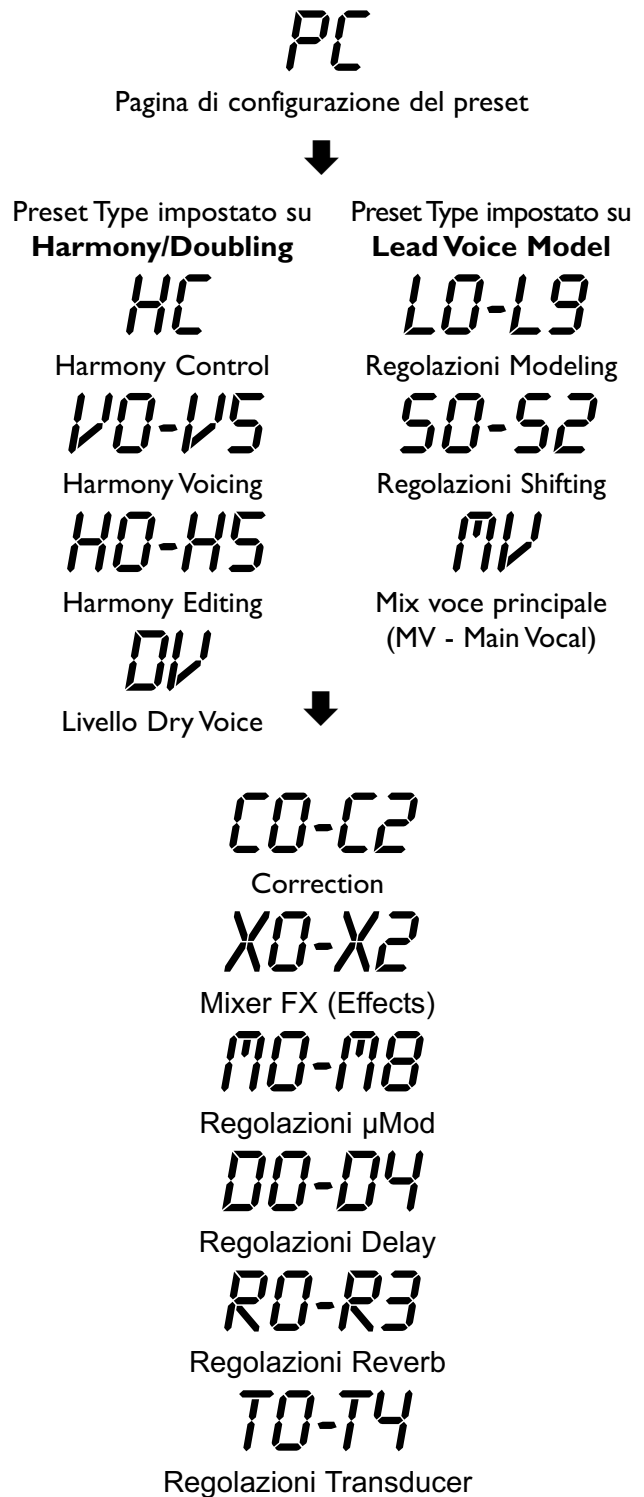 PC
Pagina di configurazione del preset
Preset Type impostato su
Harmony/Doubling
HC
Harmony Control
V0-V5
Harmony Voicing
H0-H5
Harmony Editing
DV
Livello Dry Voice
Preset Type impostato su
Lead Voice Model
L0-L9
Regolazioni Modeling
S0-S2
Regolazioni Shifting
MV
Mix voce principale
(MV - Main Vocal)
C0-C2
Correction
X0-X2
Mixer FX (Effects)
M0-M8
Regolazioni µMod
D0-D4
Regolazioni Delay
R0-R3
Regolazioni Reverb
T0-T4
Regolazioni Transducer